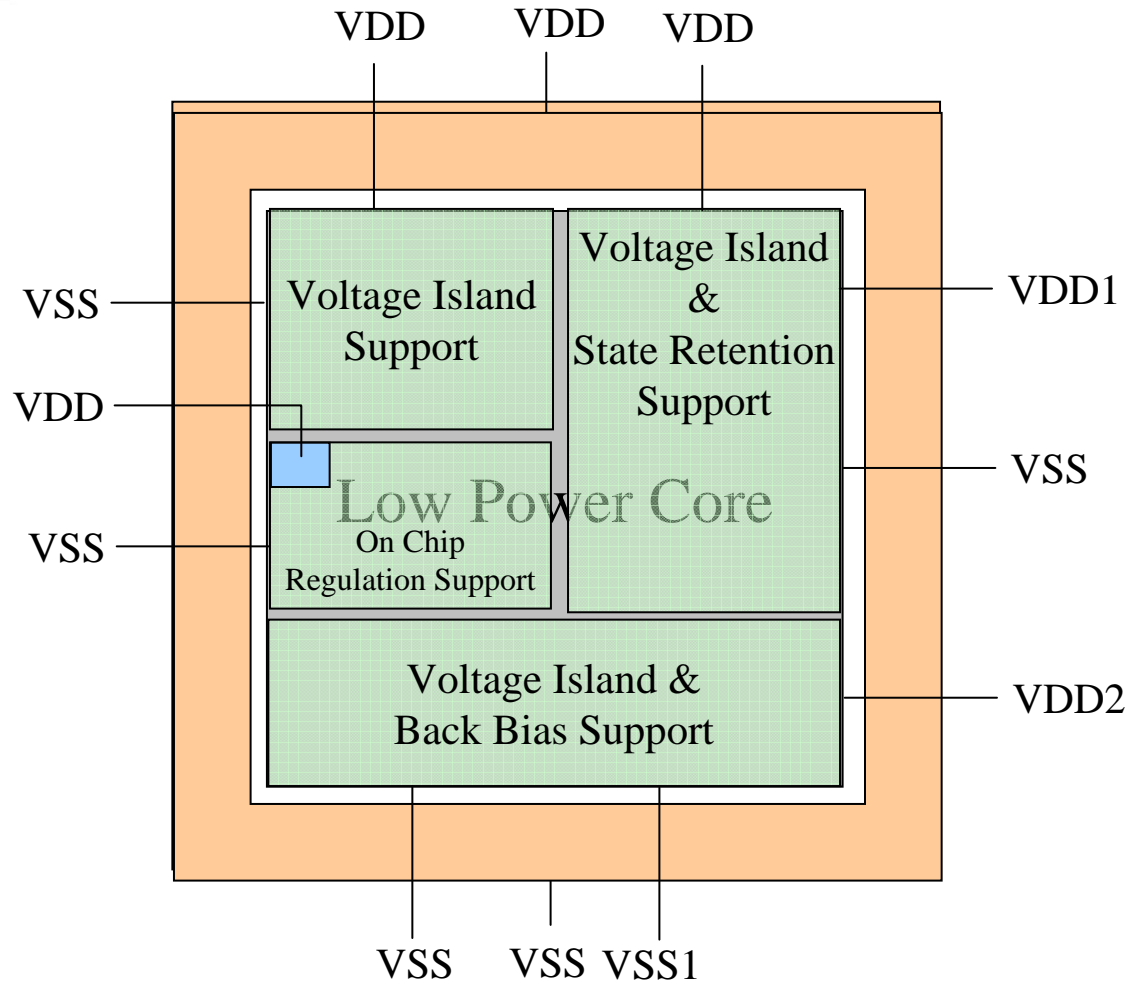 VDD
VDD
VDD
Voltage Island
Support
Voltage Island
&
State Retention
Support
VSS
VDD1
VDD
VSS
Low Power Core
VSS
On Chip
Regulation Support
Voltage Island &
Back Bias Support
VDD2
VSS
VSS
VSS1